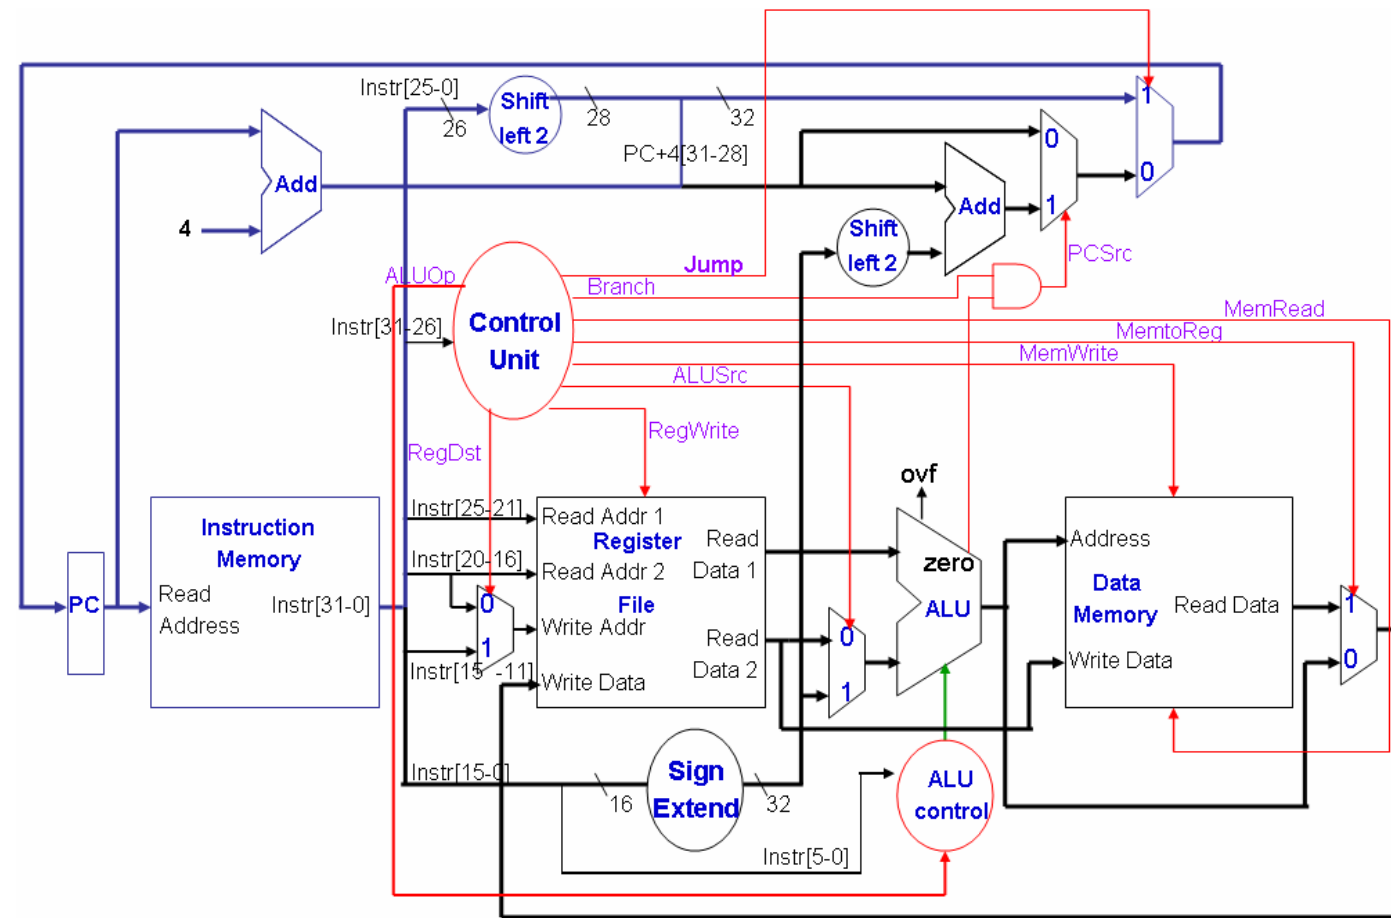 Instr[25-0]
26
Shift
left 2
28
32
1
0
PC+4[31-28]
0
1
Add
4
Add
Shift
left 2
PCSrc
ALUOp
Jump
Branch
Instr[31-26]
Control
Unit
MemRead
MemtoReg
MemWrite
ALUSrc
RegWrite
RegDst
ovf
Instruction
Memory
Read
Address
Instr[31-0]
PC
Instr[25-21]
Read Addr 1
Register
Read
Data 1
Instr[20-16]
Read Addr 2
File
0
1
Write Addr
Read
Data 2
Instr[15 -11]
Write Data
0
1
zero
ALU
Address
Data
Memory
Read Data
Write Data
1
0
Instr[15-0]
16
Sign
Extend
32
ALU
control
Instr[5-0]